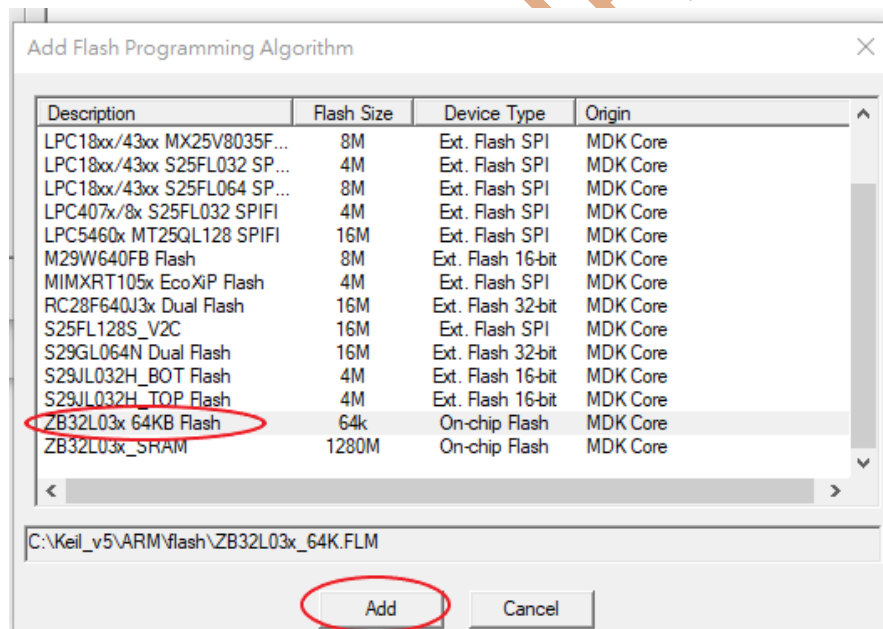 Add Flash Programming Algorithm
Description Flash Size Device Type Origin
LPC18xx/43xx MX25V8035F... 8M Ext. Flash SPI MDK Core
LPC18xx/43xx S25FL032 SP... 4M Ext. Flash SPI MDK Core
LPC18xx/43xx S25FL064 SP... 8M Ext. Flash SPI MDK Core
LPC407x/8x S25FL032 SPIFI 4M Ext. Flash SPI MDK Core
LPC5460x MT25QL128 SPIFI 16M Ext. Flash SPI MDK Core
M29W640FB Flash 8M Ext. Flash 16-bit MDK Core
MIMXRT105x EcoXiP Flash 4M Ext. Flash SPI MDK Core
RC28F640J3x Dual Flash 16M Ext. Flash 32-bit MDK Core
S25FL128S_V2C 16M Ext. Flash SPI MDK Core
S29GL064N Dual Flash 16M Ext. Flash 32-bit MDK Core
S29JL032H_BOT Flash 4M Ext. Flash 16-bit MDK Core
S29JL032H_TOP Flash 4M Ext. Flash 16-bit MDK Core
ZB32L03x 64KB Flash 64k On-chip Flash MDK Core
ZB32L03x_SRAM 1280M On-chip Flash MDK Core
C:\Keil_v5\ARM\flash\ZB32L03x_64K.FLM
Add Cancel